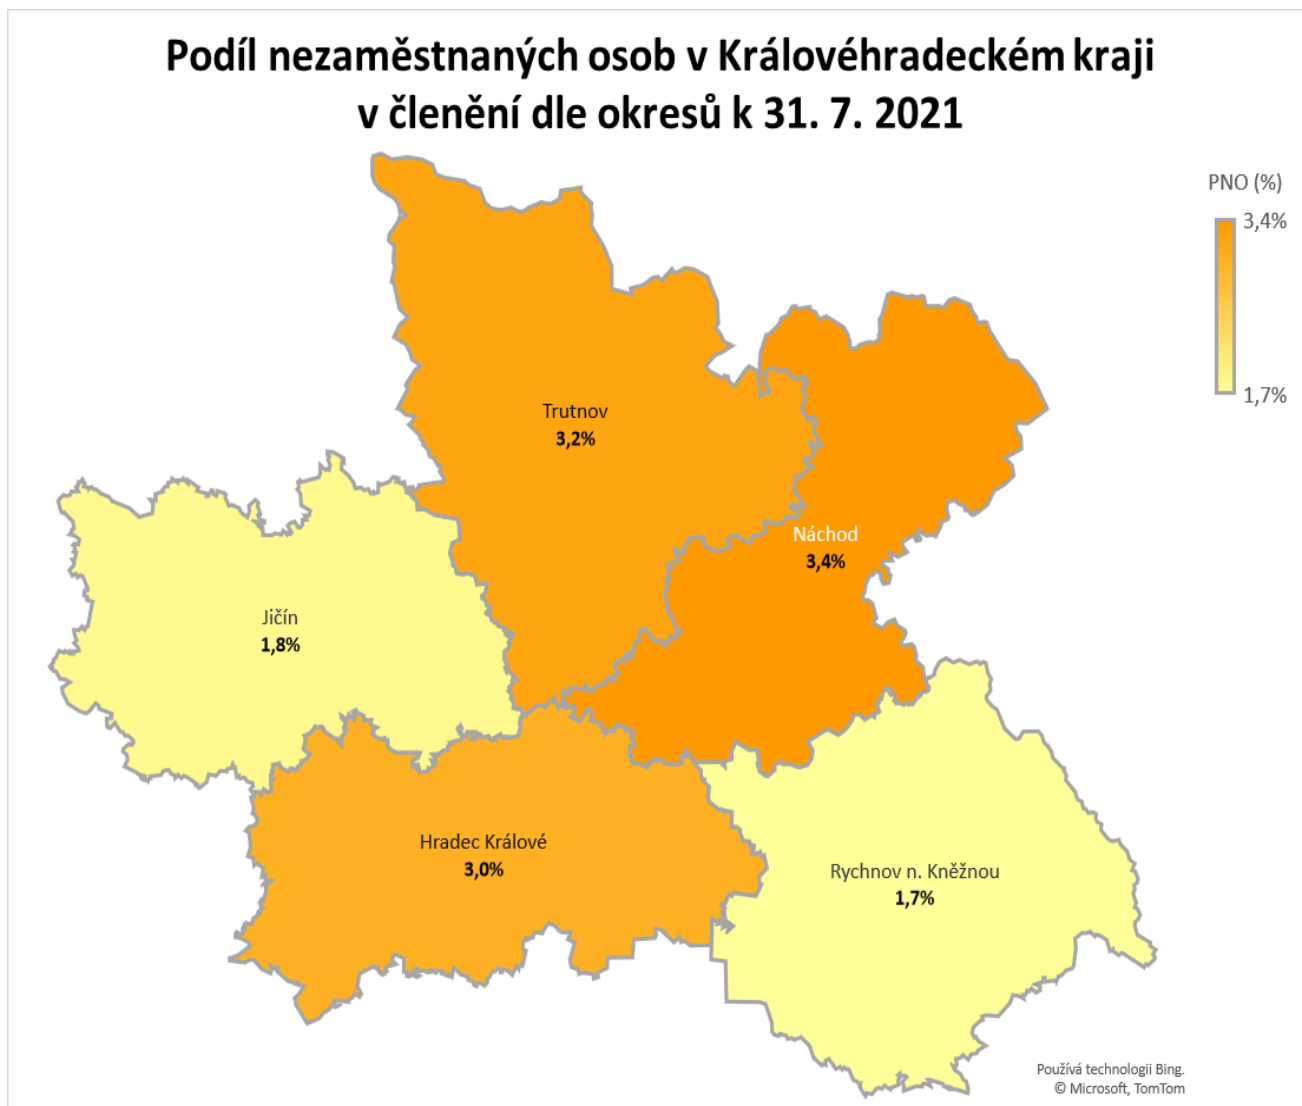 Podíl nezaměstnaných osob v Královéhradeckém kraji
v členění dle okresů k 31. 7. 2021
PNO (%)
3,4%
1,7%
Trutnov
3,2%
Náchod
3,4%
Jičín
1,8%
Hradec Králové
3,0%
Rychnov n. Kněžnou
1,7%
Používá technologii Bing.
© Microsoft, TomTom